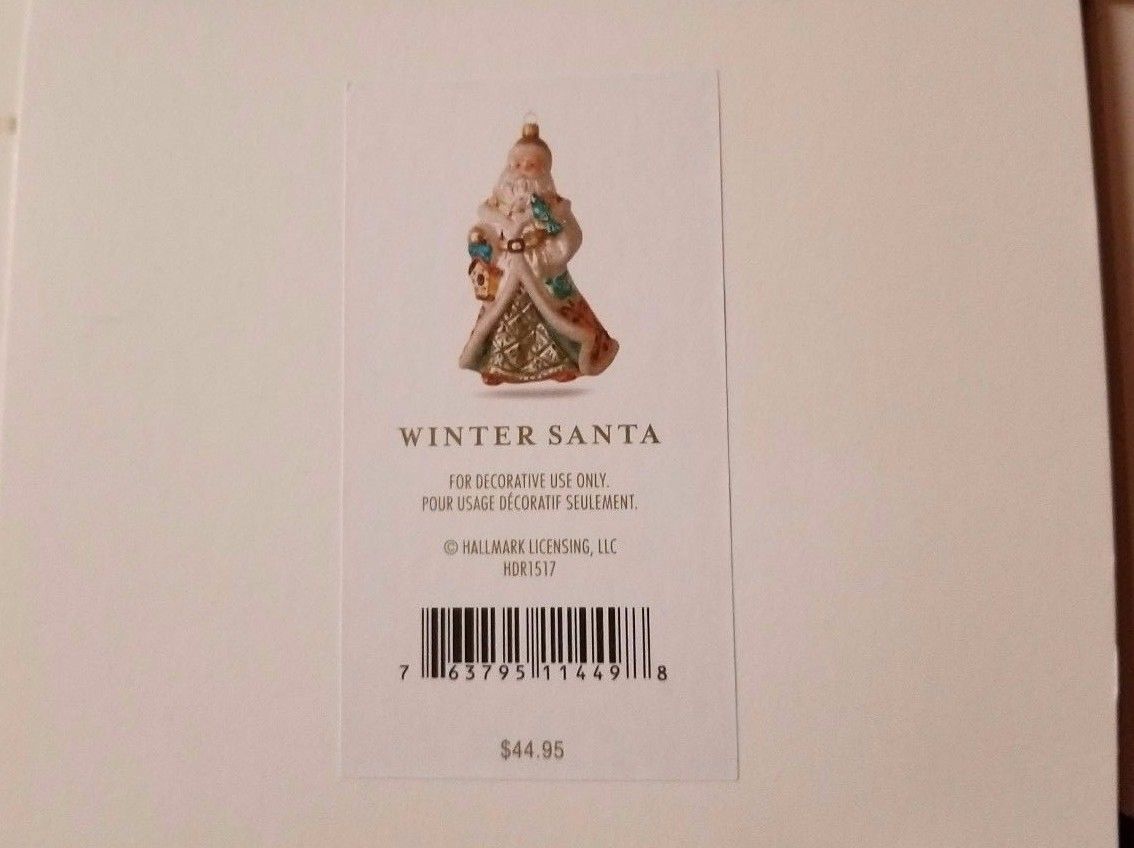 WINTER SANTA
FOR DECORATIVE USE ONLY.
POUR USAGE DÉCORATIF SEULEMENT.
© HALLMARK LICENSING, LLC
HDR1517
7 63795 11449 8
$44.95